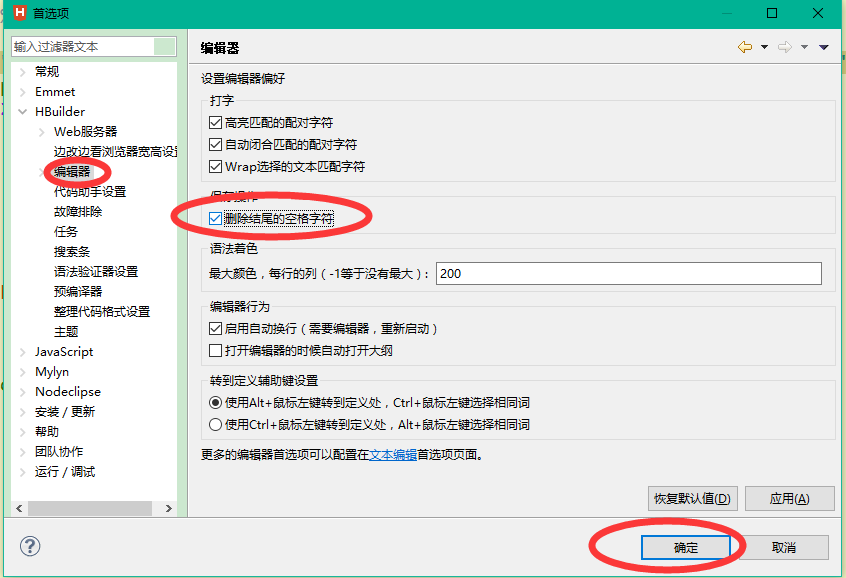 H 首选项
输入过滤器文本
常规
Emmet
HBuilder
Web服务器
边改边看浏览器宽高设
编辑器
代码助手设置
故障排除
任务
搜索条
语法验证器设置
预编译器
整理代码格式设置
主题
JavaScript
Mylyn
Nodeclipse
安装 / 更新
帮助
团队协作
运行 / 调试
编辑器
设置编辑器偏好
打字
高亮匹配的配对字符
自动闭合匹配的配对字符
Wrap选择的文本匹配字符
保存操作
删除结尾的空格字符
语法着色
最大颜色，每行的列（-1等于没有最大）: 200
编辑器行为
启用自动换行（需要编辑器，重新启动）
打开编辑器的时候自动打开大纲
转到定义辅助键设置
使用Alt+鼠标左键转到定义处，Ctrl+鼠标左键选择相同词
使用Ctrl+鼠标左键转到定义处，Alt+鼠标左键选择相同词
更多的编辑器首选项可以配置在文本编辑首选项页面。
恢复默认值(D) 应用(A)
? 确定 取消